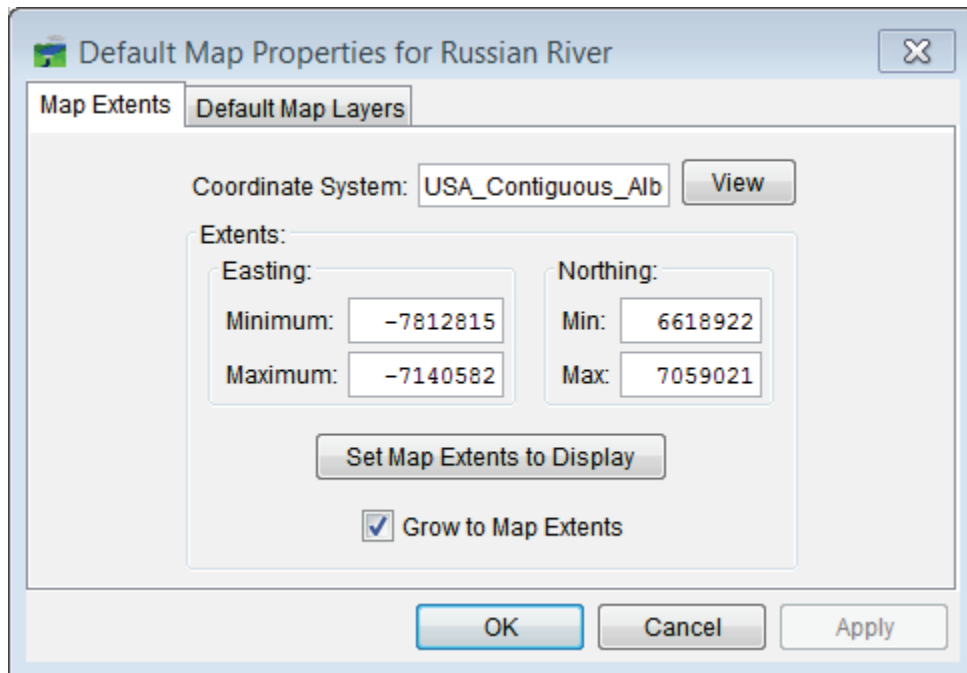 Default Map Properties for Russian River
Map Extents
Default Map Layers
Coordinate System: USA_Contiguous_Alb View
Extents:
Easting:
Minimum: -7812815
Maximum: -7140582
Northing:
Min: 6618922
Max: 7059021
Set Map Extents to Display
Grow to Map Extents
OK Cancel Apply